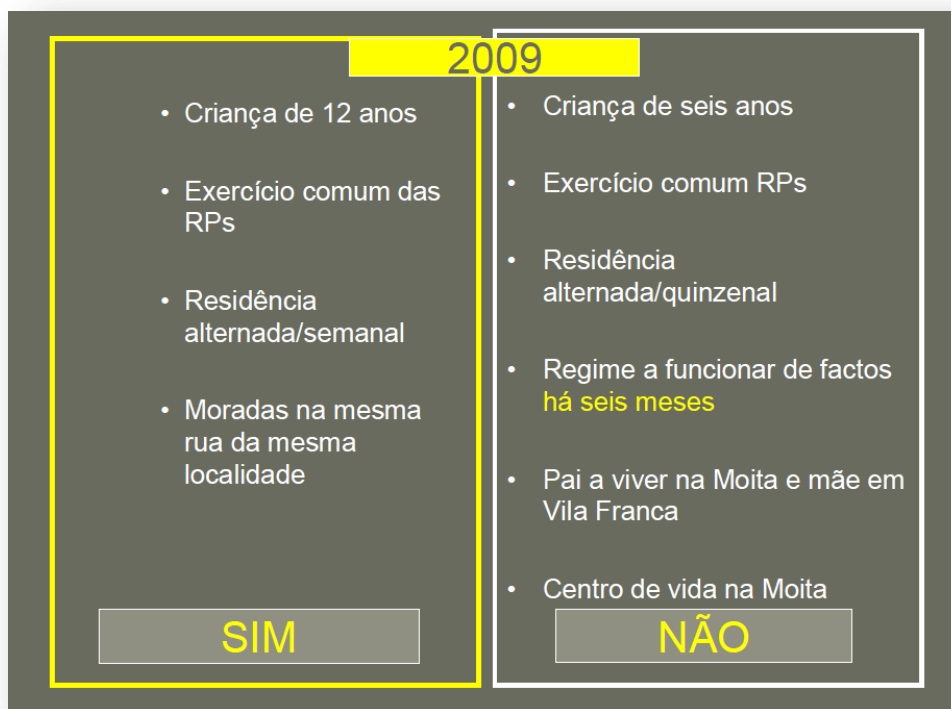 2009
• Criança de 12 anos
• Exercício comum das
RPs
• Residência
alternada/semanal
• Moradas na mesma
rua da mesma
localidade
SIM
• Criança de seis anos
• Exercício comum RPs
• Residência
alternada/quinzenal
• Regime a funcionar de factos
há seis meses
• Pai a viver na Moita e mãe em
Vila Franca
• Centro de vida na Moita
NÃO